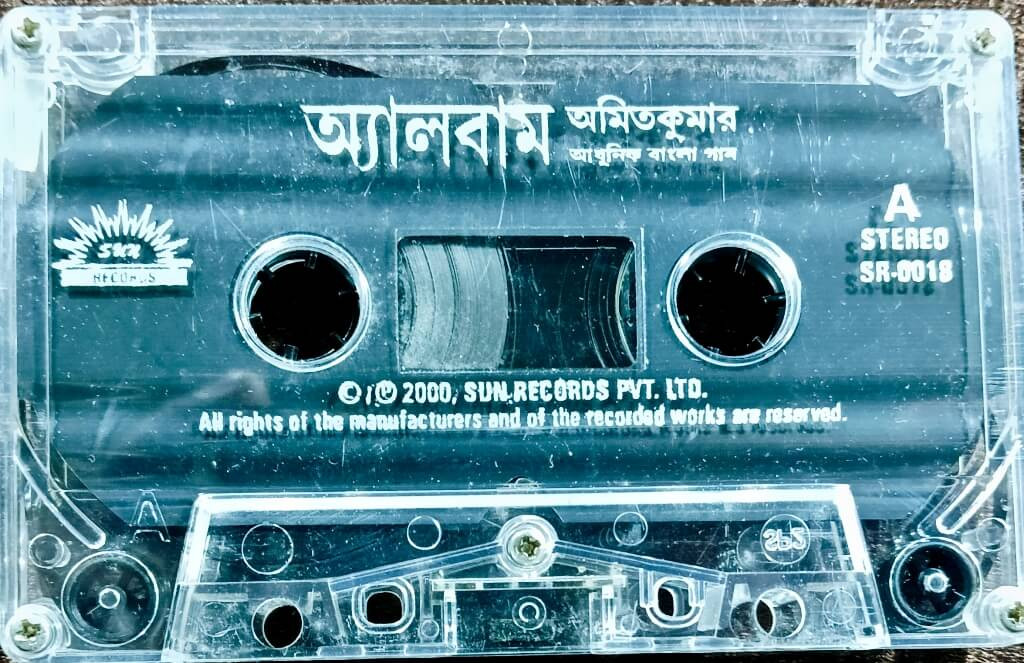 অ্যালবাম অমিতকুমার
আধুনিক বাংলা গান
SUN
RECORDS
A
STEREO
SR-0018
©/℗ 2000, SUN RECORDS PVT. LTD.
All rights of the manufacturers and of the recorded works are reserved.
A